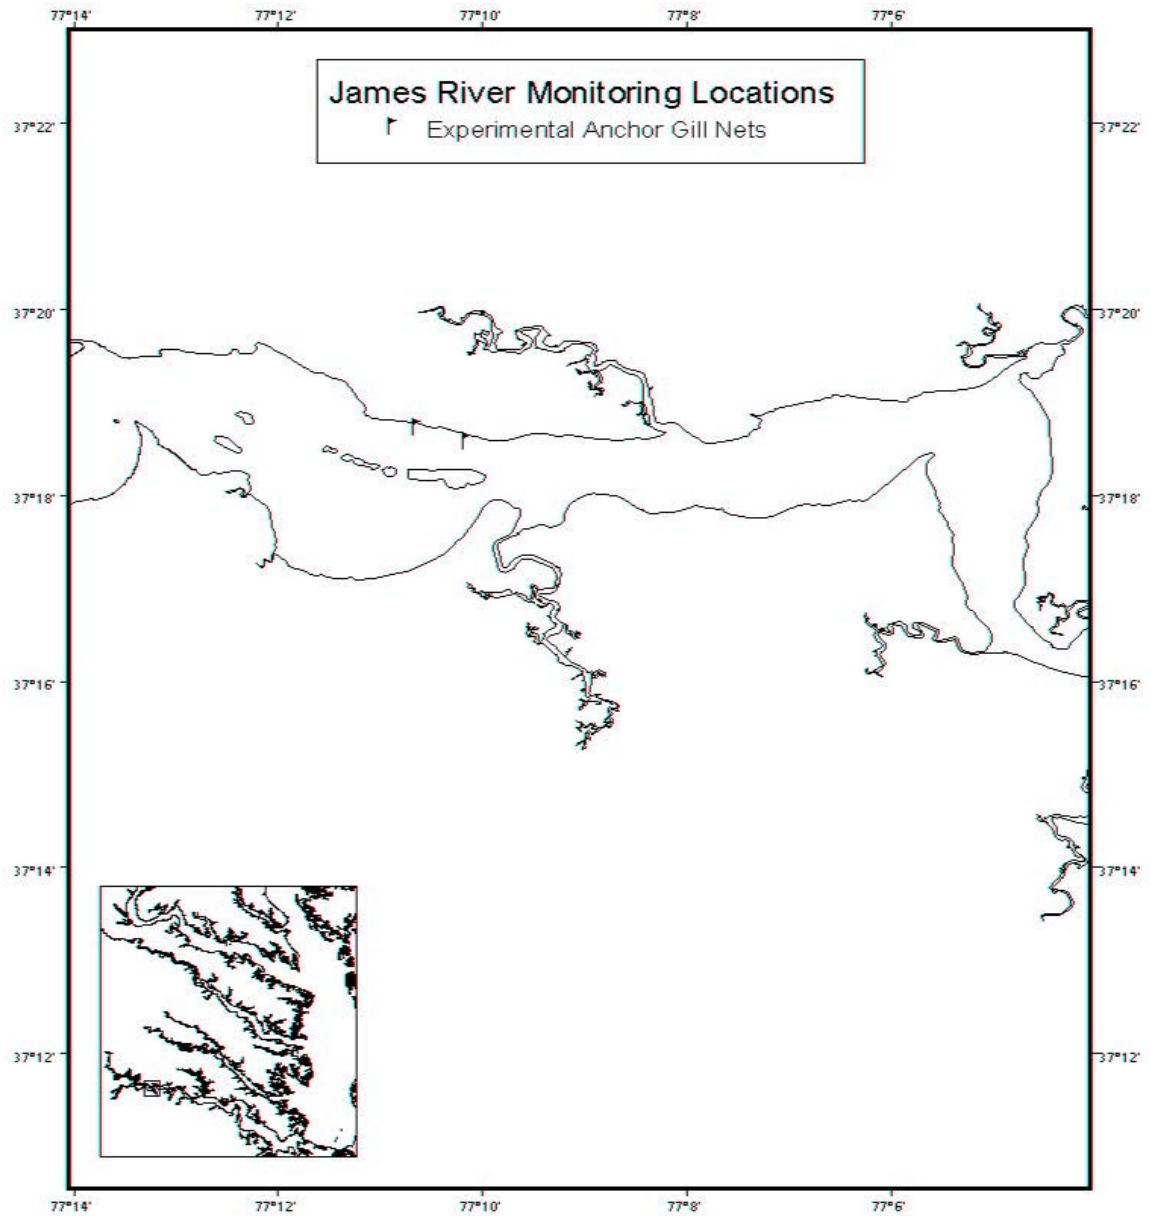 77°14' 77°12' 77°10' 77°8' 77°6'
James River Monitoring Locations
Experimental Anchor Gill Nets
37°22' 37°22'
37°20' 37°20'
37°18' 37°18'
37°16' 37°16'
37°14' 37°14'
37°12' 37°12'
77°14' 77°12' 77°10' 77°8' 77°6'